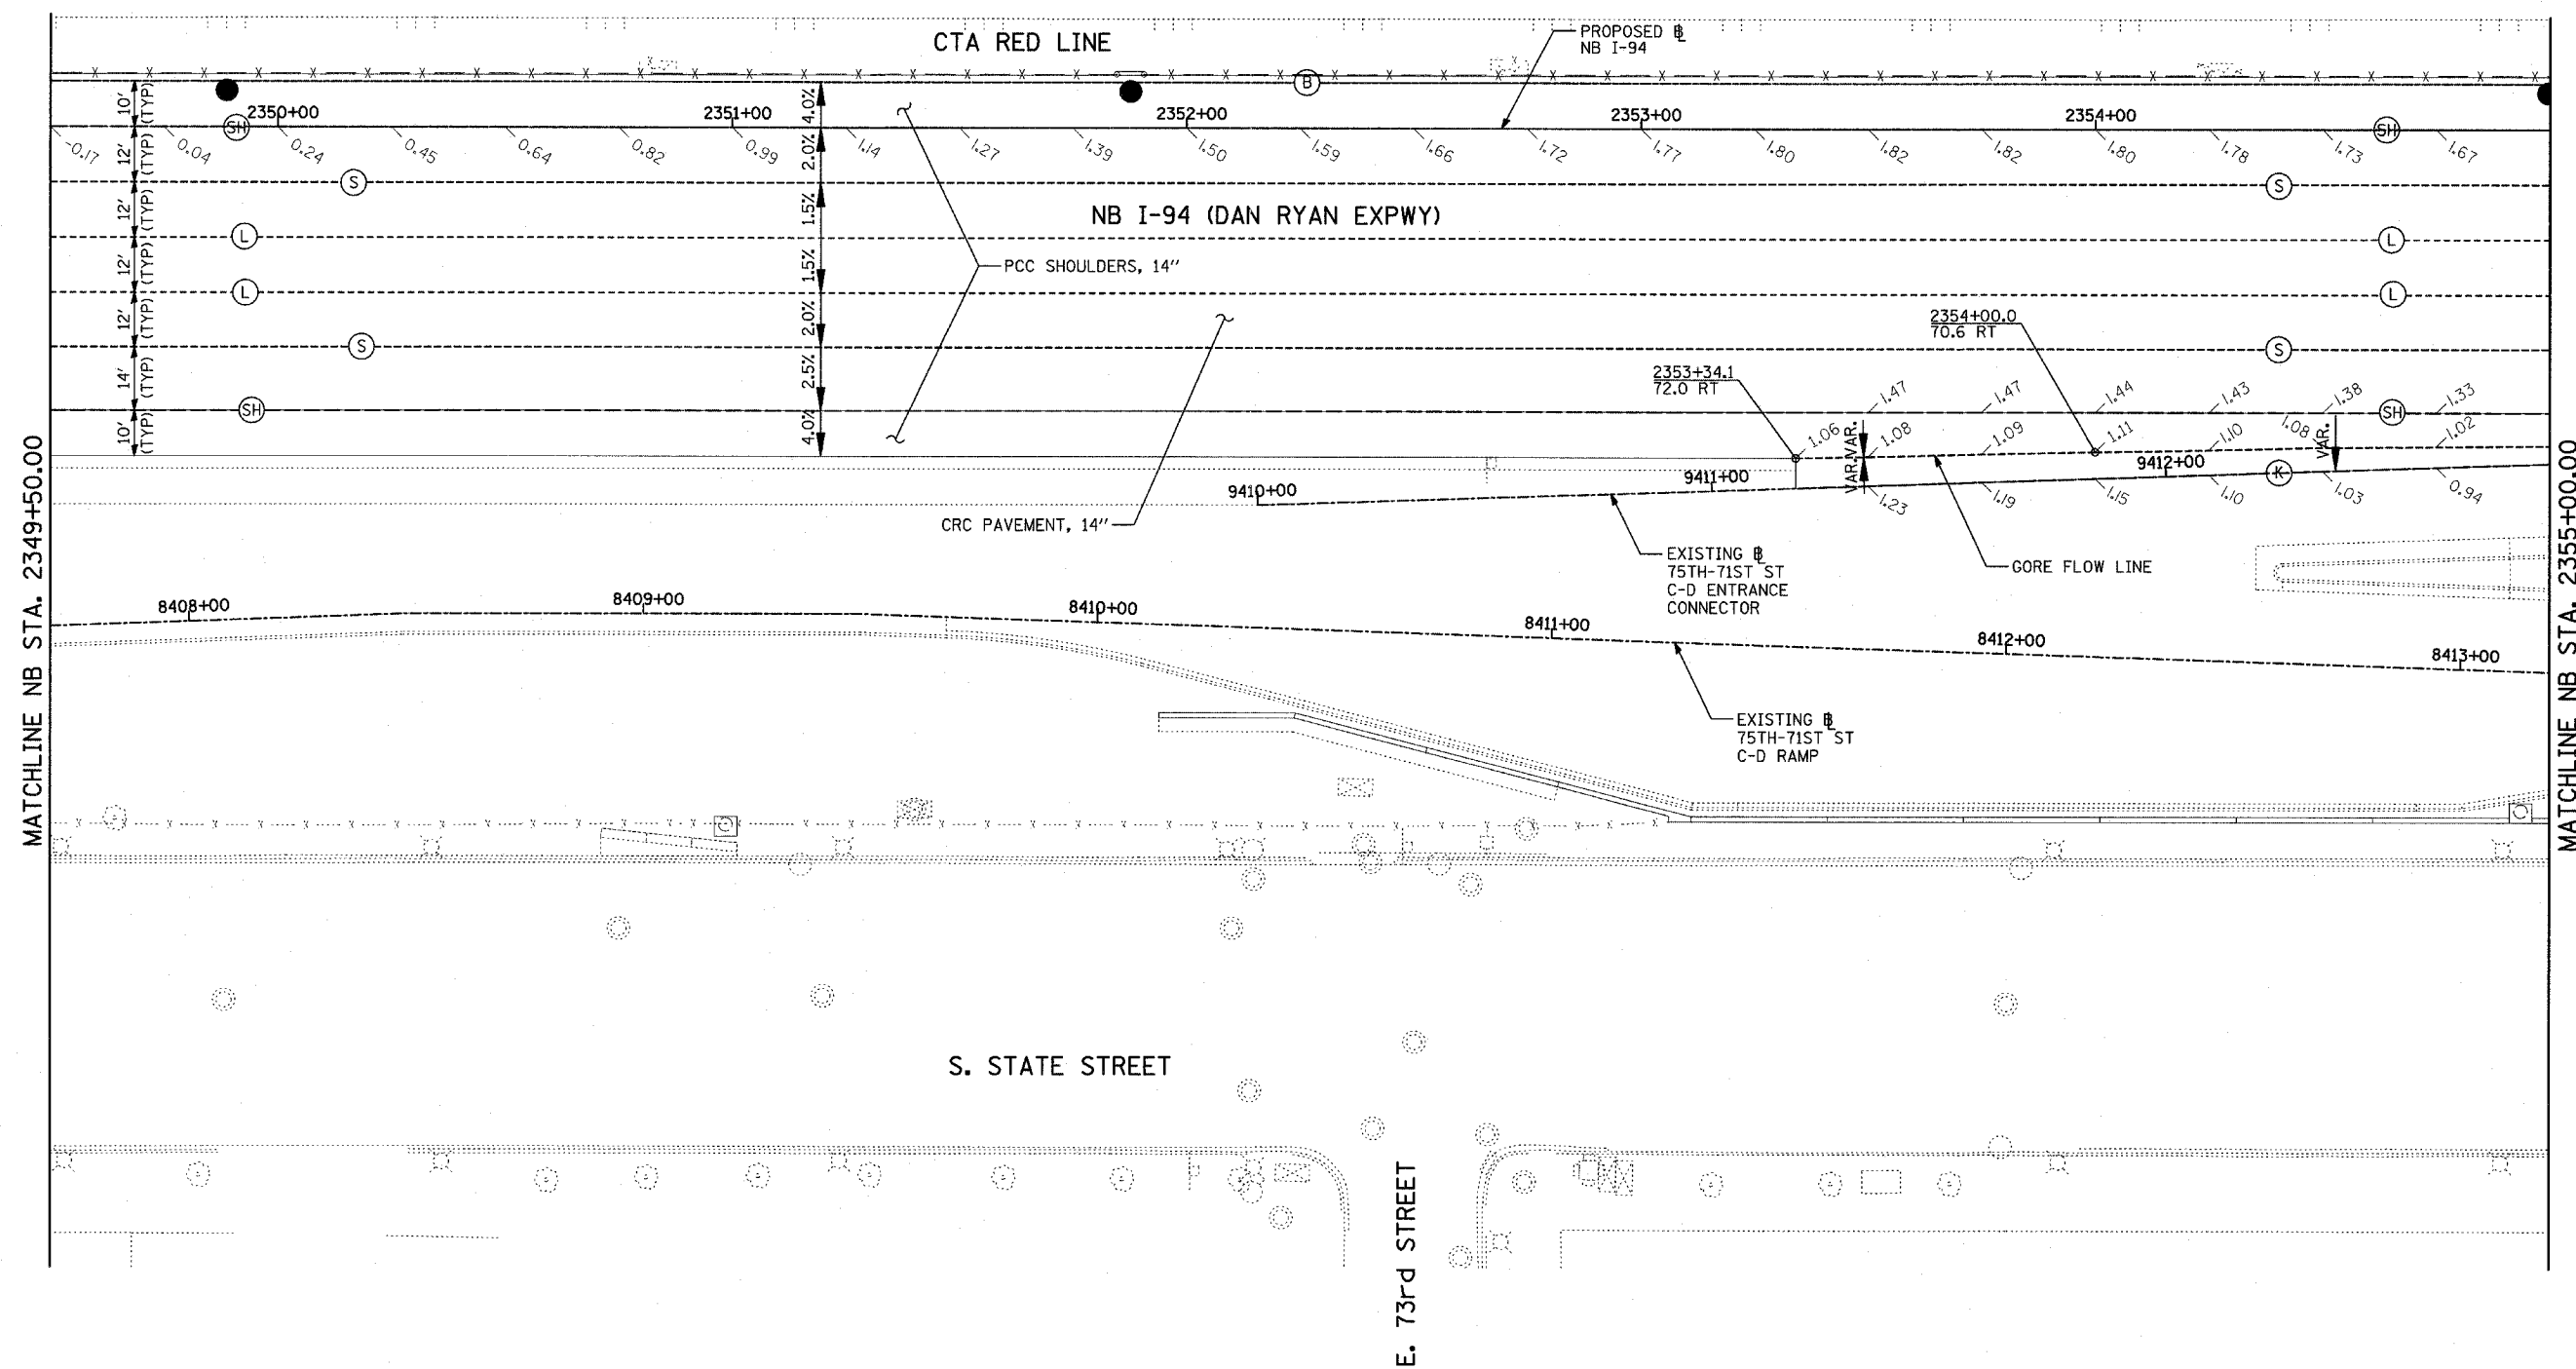 CTA RED LINE
PROPOSED ℄
NB I-94
10' (TYP)
12' (TYP)
12' (TYP)
12' (TYP)
12' (TYP)
14' (TYP)
10' (TYP)
4.0%
2.0%
1.5%
1.5%
2.0%
2.5%
4.0%
B
2350+00
2351+00
2352+00
2353+00
2354+00
SH
SH
-0.17
0.04
0.24
0.45
0.64
0.82
0.99
1.14
1.27
1.39
1.50
1.59
1.66
1.72
1.77
1.80
1.82
1.82
1.80
1.78
1.73
1.67
S
S
NB I-94 (DAN RYAN EXPWY)
L
L
PCC SHOULDERS, 14"
L
L
2354+00.0
70.6 RT
S
S
2353+34.1
72.0 RT
1.47
1.47
1.44
1.43
1.38
1.33
SH
SH
1.06
VAR.
1.08
1.09
1.11
1.10
1.08
VAR.
1.02
VAR.
9410+00
9411+00
9412+00
K
1.23
1.19
1.15
1.10
1.03
0.94
CRC PAVEMENT, 14"
EXISTING ℄
75TH-71ST ST
C-D ENTRANCE
CONNECTOR
GORE FLOW LINE
8408+00
8409+00
8410+00
8411+00
8412+00
8413+00
EXISTING ℄
75TH-71ST ST
C-D RAMP
MATCHLINE NB STA. 2349+50.00
MATCHLINE NB STA. 2355+00.00
S. STATE STREET
E. 73rd STREET